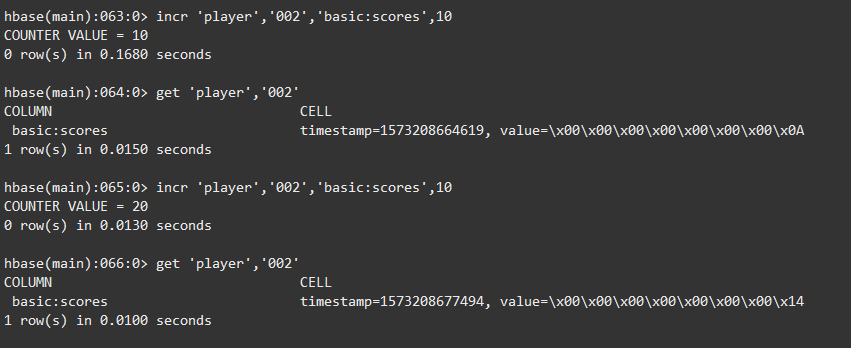 hbase(main):063:0> incr 'player','002','basic:scores',10
COUNTER VALUE = 10
0 row(s) in 0.1680 seconds
hbase(main):064:0> get 'player','002'
COLUMN                                CELL
 basic:scores                         timestamp=1573208664619, value=\x00\x00\x00\x00\x00\x00\x00\x0A
1 row(s) in 0.0150 seconds
hbase(main):065:0> incr 'player','002','basic:scores',10
COUNTER VALUE = 20
0 row(s) in 0.0130 seconds
hbase(main):066:0> get 'player','002'
COLUMN                                CELL
 basic:scores                         timestamp=1573208677494, value=\x00\x00\x00\x00\x00\x00\x00\x14
1 row(s) in 0.0100 seconds